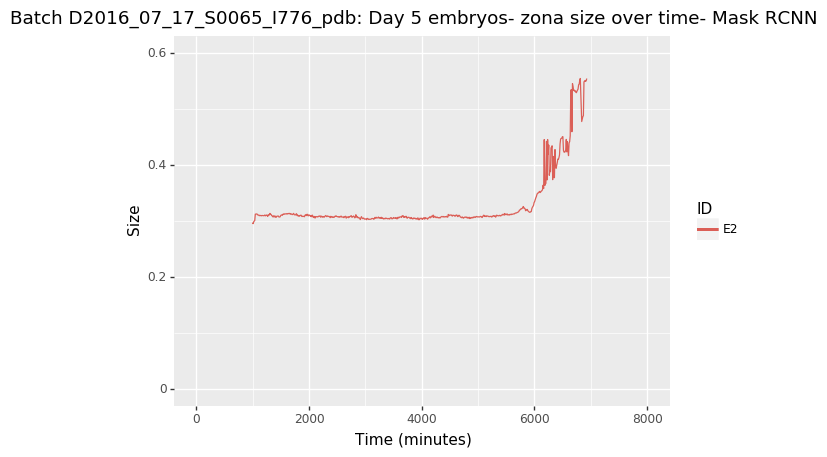 Batch D2016_07_17_S0065_I776_pdb: Day 5 embryos- zona size over time- Mask RCNN
0.6
0.4
0.2
0
Size
0 2000 4000 6000 8000
Time (minutes)
ID
E2